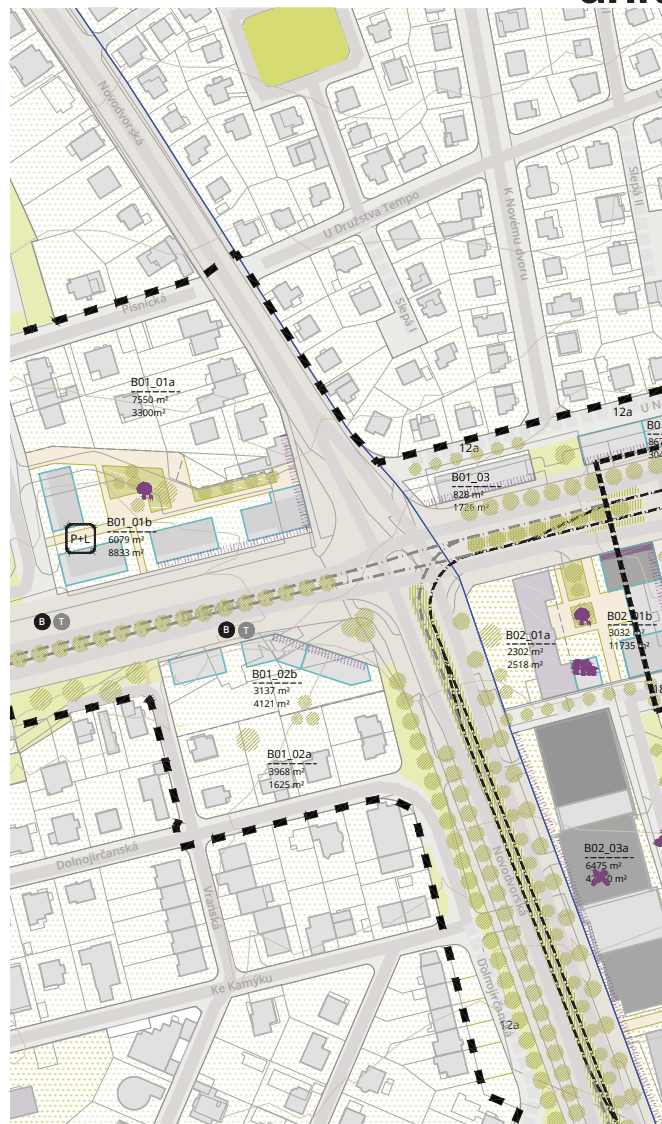 Novodvorská
Slepá II
U Družstva Tempo
K Novému dvoru
Písnická
Slepá I
B01_01a
7550 m²
3300m²
12a
12a
B01_03
828 m²
1726 m²
P+L
B01_01b
6079 m²
8833 m²
B T
B T
B02_01a
2302 m²
2518 m²
B02_01b
3032 m²
11735 m²
B01_02b
3137 m²
4121 m²
B01_02a
3968 m²
1625 m²
Dolnojirčanská
Vranská
Novodvorská
B02_03a
6475 m²
Ke Kamýku
Dolnojirčanská
12a